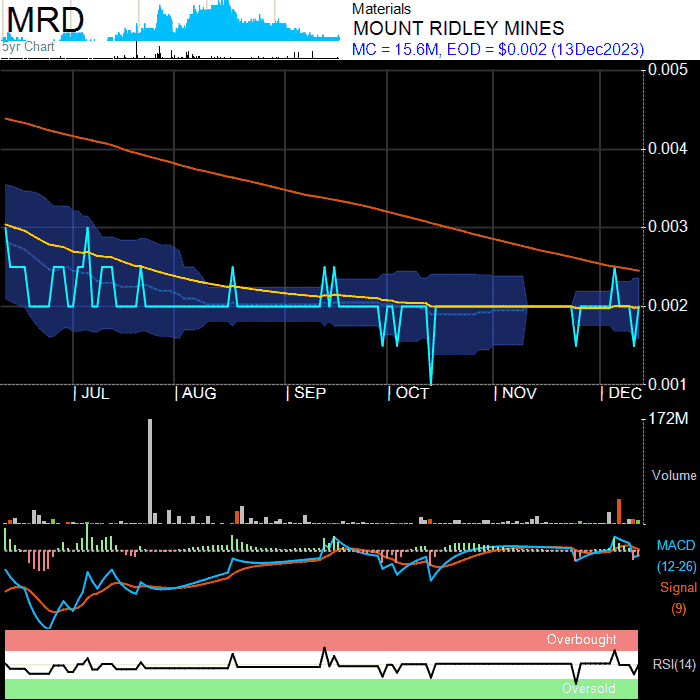 MRD
5yr Chart
Materials
MOUNT RIDLEY MINES
MC = 15.6M, EOD = $0.002 (13Dec2023)
0.005
0.004
0.003
0.002
0.001
JUL
AUG
SEP
OCT
NOV
DEC
172M
Volume
MACD
(12-26)
Signal
(9)
Overbought
RSI(14)
Oversold